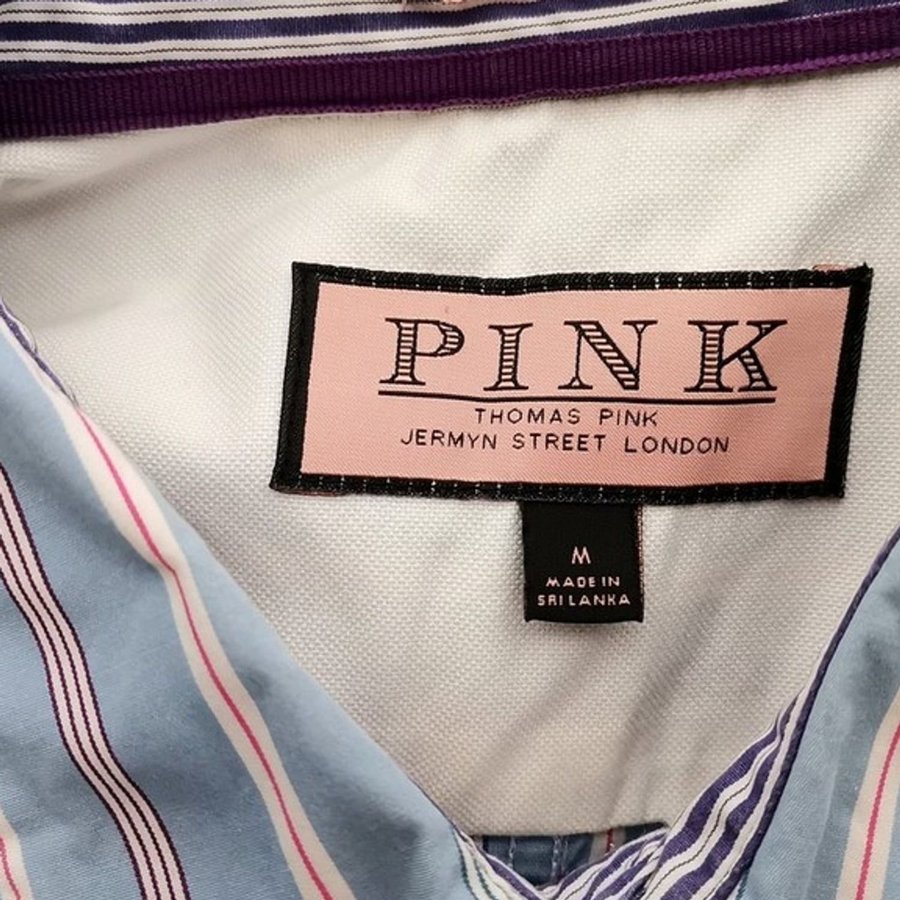 PINK
THOMAS PINK
JERMYN STREET LONDON
M
MADE IN
SRI LANKA